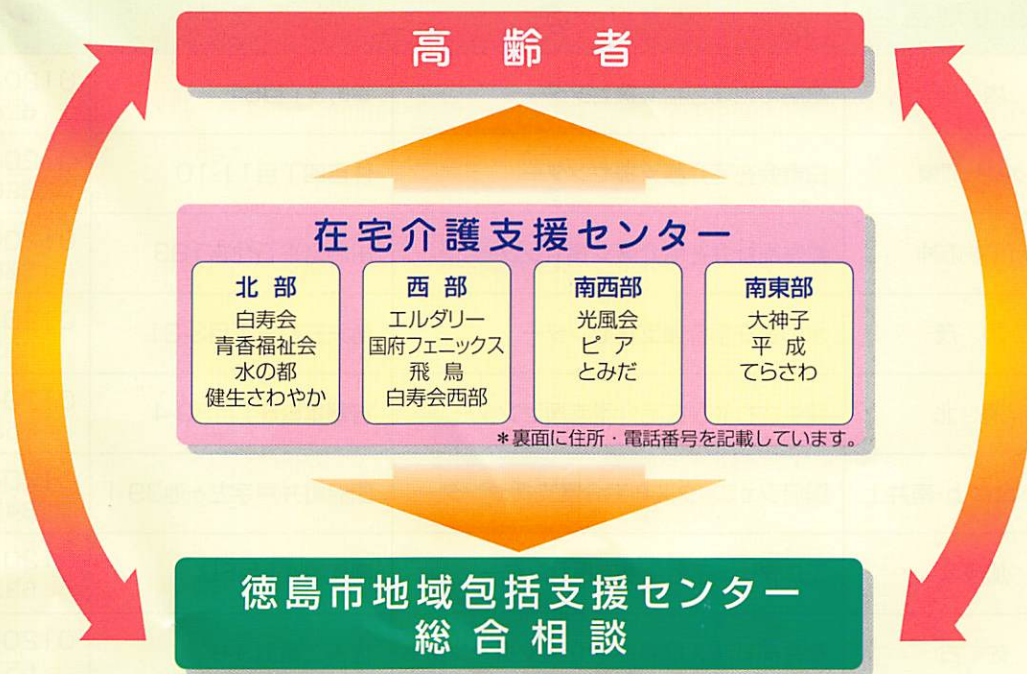 高齢者
在宅介護支援センター
北部
白寿会
青香福祉会
水の都
健生さわやか
西部
エルダリー
国府フェニックス
飛鳥
白寿会西部
南西部
光風会
ピア
とみだ
南東部
大神子
平成
てらさわ
*裏面に住所・電話番号を記載しています。
徳島市地域包括支援センター
総合相談